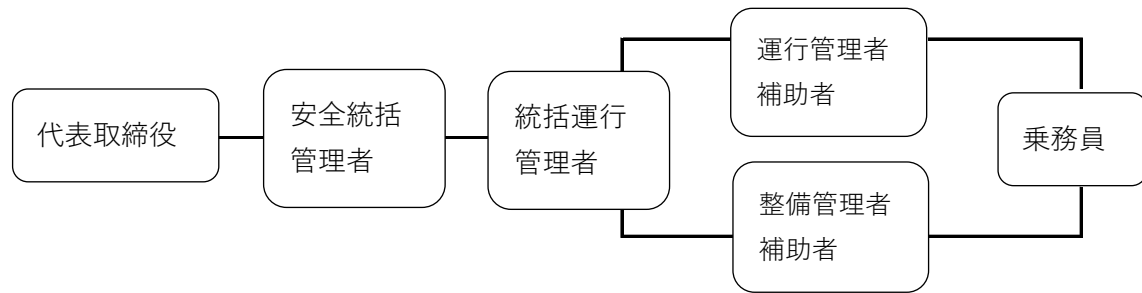 代表取締役
安全統括
管理者
統括運行
管理者
運行管理者
補助者
整備管理者
補助者
乗務員